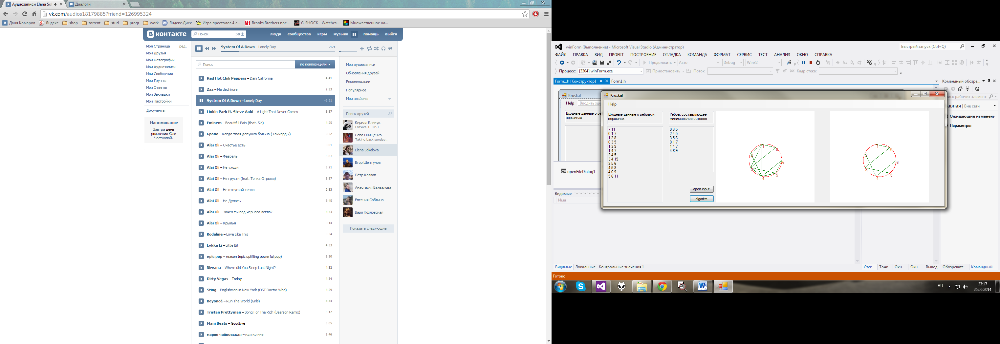 Аудиозаписи Elena Sol
Диалоги
vk.com/audios18179885?friend=126995324
Даня Комаров
Яндекс
shop
torrent
stud
progr
work
Яндекс.Диск
Игра престолов 4 с...
Brooks Brothers пос...
G-SHOCK - Watches...
Множественное на...
В контакте
Поиск
50
люди
сообщества
игры
музыка
помощь
выйти
Моя Страница
ред.
Мои Друзья
Мои Фотографии
Мои Аудиозаписи
Мои Сообщения
Мои Группы
Мои Ответы
Мои Закладки
Мои Настройки
Документы
Напоминание
Завтра день
рождения Юли
Честновой.
System Of A Down – Lonely Day
-2:21
Поиск
по композициям
Red Hot Chili Peppers – Dani California 4:41
Zaz – Ma dechirure 2:53
System Of A Down – Lonely Day -2:21
Linkin Park ft. Steve Aoki – A Light That Never Comes 3:57
Eminem – Beautiful Pain (feat. Sia) 4:25
Браво – Когда твоя девушка больна (+аккорды) 3:32
Alai Oli – Счастье есть 3:01
Alai Oli – Февраль 5:07
Alai Oli – Не уходи 3:21
Alai Oli – Не грусти (feat. Точка Отрыва) 3:57
Alai Oli – Не отпускай тепло 2:53
Alai Oli – Не Думать 3:45
Alai Oli – Зачем ты под черного легла? 4:43
Alai Oli – Крылья 3:14
Kodaline – Love Like This 3:34
Lykke Li – Little Bit 4:33
epic pop – reason (epic uplifting powerful pop) 3:30
Nirvana – Where did You Sleep Last Night? 4:32
Dirty Vegas – Today 4:34
Sting – Englishman in New York (OST Doctor Who) 4:29
Beyoncé – Run The World (Girls) 4:44
Tristan Prettyman – Song For The Rich (Bearson Remix) 5:12
Mani Beats – Goodbye 3:05
мария чайковская – иди ко мне 2:46
Мои аудиозаписи
Обновления друзей
Рекомендации
Популярное
Мои альбомы
Поиск друзей
Кирилл Климук
Готика 3 – OST
Сева Онищенко
Taking back sunday..
Elena Sokolova
Егор Шептунов
Пётр Козлов
Анастасия Бахвалова
Евгения Саблина
Варя Козловская
Показать следующие
winForm (Выполнение) - Microsoft Visual Studio (Администратор)
Быстрый запуск (Ctrl+Q)
ФАЙЛ
ПРАВКА
ВИД
ПРОЕКТ
ПОСТРОЕНИЕ
ОТЛАДКА
КОМАНДА
ФОРМАТ
СЕРВИС
ТЕСТ
АНАЛИЗ
ОКНО
СПРАВКА
Продолжить
Авто
Debug
Win32
Процесс:
[3304] winForm.exe
Приостановить
Поток:
Кадр стека:
Form1.h [Конструктор]
Form1.h
Командный обозре...
Kruskal
Help
Вводить зде
Входные данные о ре
вершинах
openFileDialog1
Kruskal
Help
Входные данные о ребрах и
вершинах
7 11
0 1 7
1 2 8
0 3 5
1 3 9
1 4 7
2 4 5
3 4 15
3 5 6
4 5 8
4 6 9
5 6 11
Ребра, составляющее
минимальное остовое
0 3 5
2 4 5
3 5 6
0 1 7
1 4 7
4 6 9
open input
algoritm
1
0
2
6
3
5
4
1
0
2
6
3
5
4
иск рабочих элемент
авная | Вне сети
Ожидающие изменени
Параметры
Видимые
Имя
Видимые
Локальные
Контрольные значения 1
Стек...
Точк...
Окн...
Окн...
Вывод
Обозревате...
Командный...
Готово
RU
23:17
26.05.2014